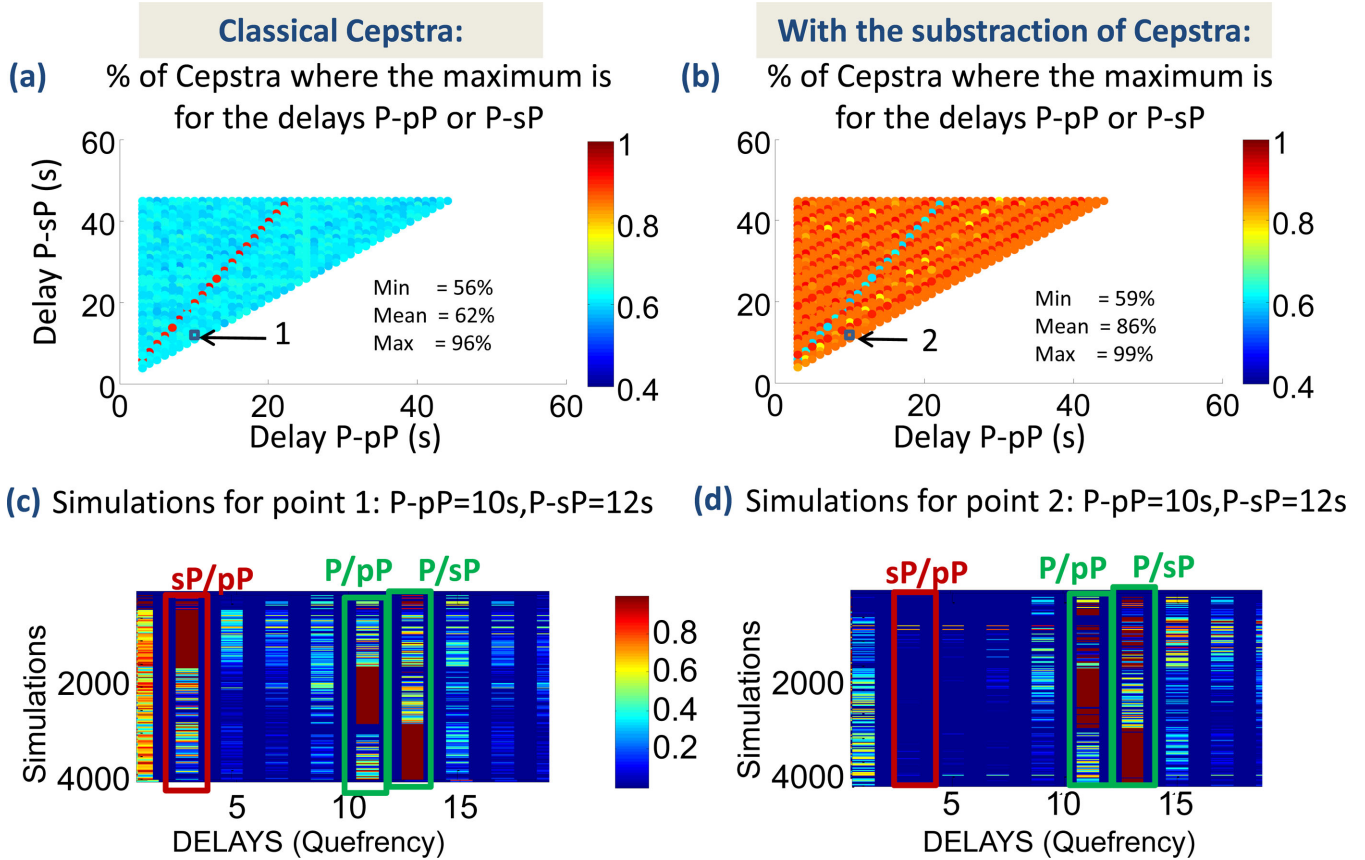 Classical Cepstra:
With the substraction of Cepstra:
(a)
% of Cepstra where the maximum is
for the delays P-pP or P-sP
Delay P-sP (s)
60
40
20
0
0 20 40 60
Delay P-pP (s)
Min = 56%
Mean = 62%
Max = 96%
1
1
0.8
0.6
0.4
(b)
% of Cepstra where the maximum is
for the delays P-pP or P-sP
60
40
20
0
0 20 40 60
Delay P-pP (s)
Min = 59%
Mean = 86%
Max = 99%
2
1
0.8
0.6
0.4
(c) Simulations for point 1: P-pP=10s,P-sP=12s
sP/pP P/pP P/sP
Simulations
2000
4000
5 10 15
DELAYS (Quefrency)
0.8
0.6
0.4
0.2
(d) Simulations for point 2: P-pP=10s,P-sP=12s
sP/pP P/pP P/sP
Simulations
2000
4000
5 10 15
DELAYS (Quefrency)